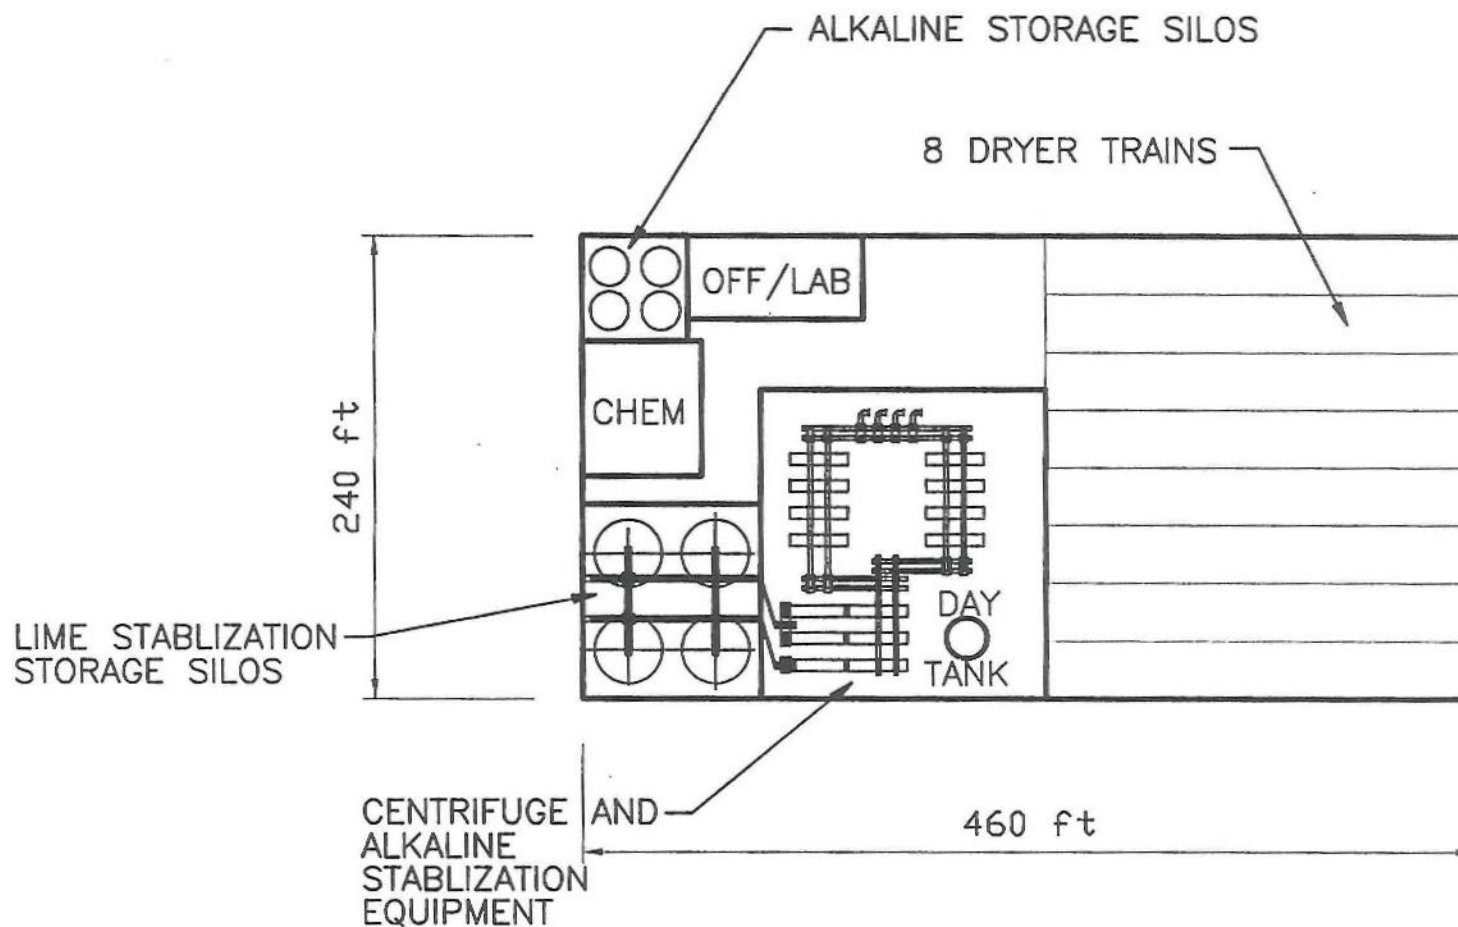 ALKALINE STORAGE SILOS
8 DRYER TRAINS
OFF/LAB
CHEM
240 ft
DAY
TANK
LIME STABLIZATION
STORAGE SILOS
CENTRIFUGE AND
ALKALINE
STABLIZATION
EQUIPMENT
460 ft